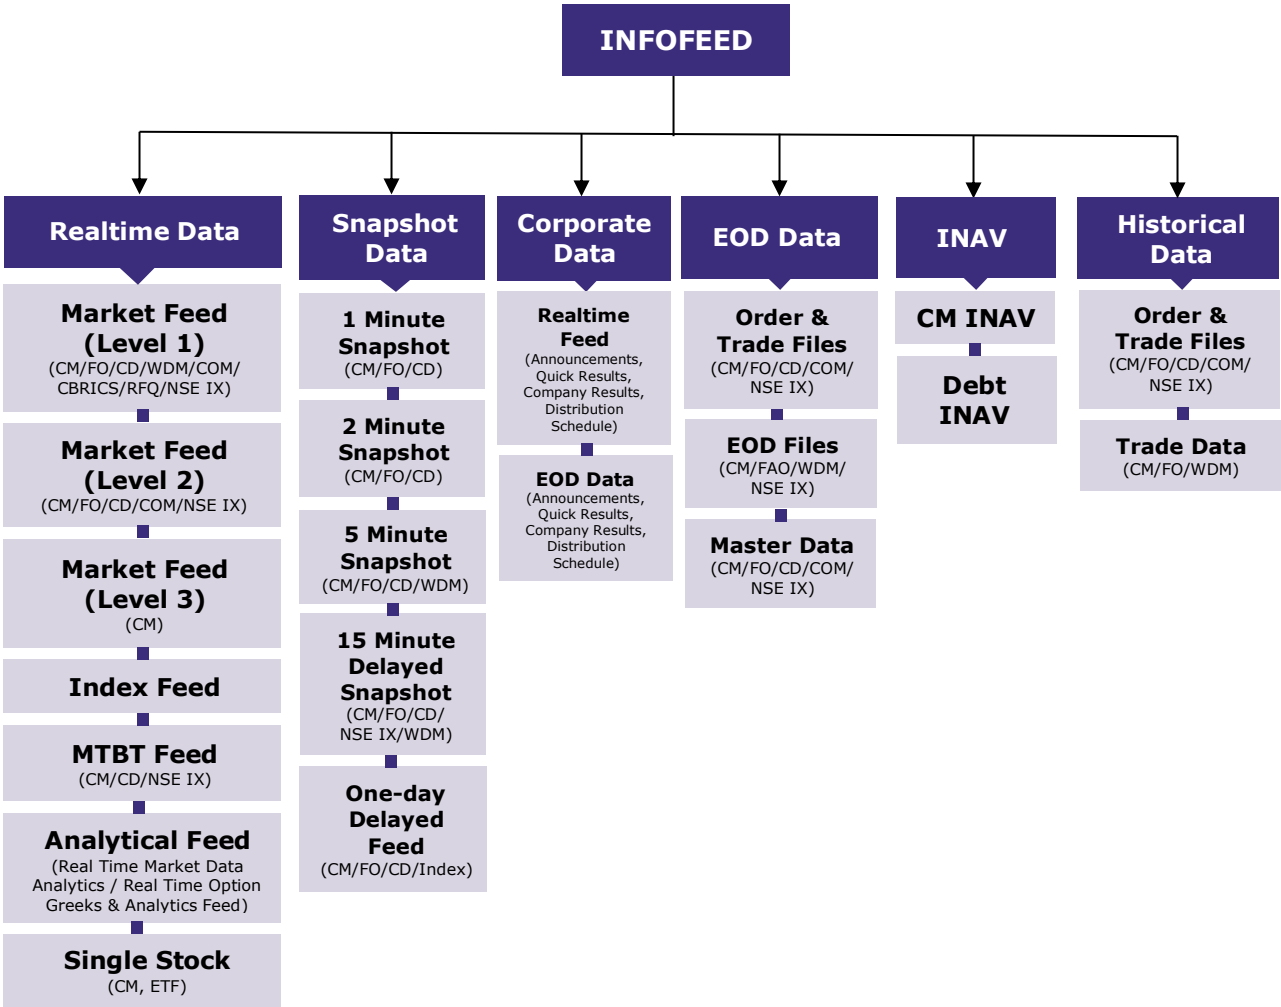 INFOFEED
Realtime Data
Market Feed
(Level 1)
(CM/FO/CD/WDM/COM/
CBRICS/RFQ/NSE IX)
Market Feed
(Level 2)
(CM/FO/CD/COM/NSE IX)
Market Feed
(Level 3)
(CM)
Index Feed
MTBT Feed
(CM/CD/NSE IX)
Analytical Feed
(Real Time Market Data
Analytics / Real Time Option
Greeks & Analytics Feed)
Single Stock
(CM, ETF)
Snapshot
Data
1 Minute
Snapshot
(CM/FO/CD)
2 Minute
Snapshot
(CM/FO/CD)
5 Minute
Snapshot
(CM/FO/CD/WDM)
15 Minute
Delayed
Snapshot
(CM/FO/CD/
NSE IX/WDM)
One-day
Delayed
Feed
(CM/FO/CD/Index)
Corporate
Data
Realtime
Feed
(Announcements,
Quick Results,
Company Results,
Distribution
Schedule)
EOD Data
(Announcements,
Quick Results,
Company Results,
Distribution
Schedule)
EOD Data
Order &
Trade Files
(CM/FO/CD/COM/
NSE IX)
EOD Files
(CM/FAO/WDM/
NSE IX)
Master Data
(CM/FO/CD/COM/
NSE IX)
INAV
CM INAV
Debt
INAV
Historical
Data
Order &
Trade Files
(CM/FO/CD/COM/
NSE IX)
Trade Data
(CM/FO/WDM)